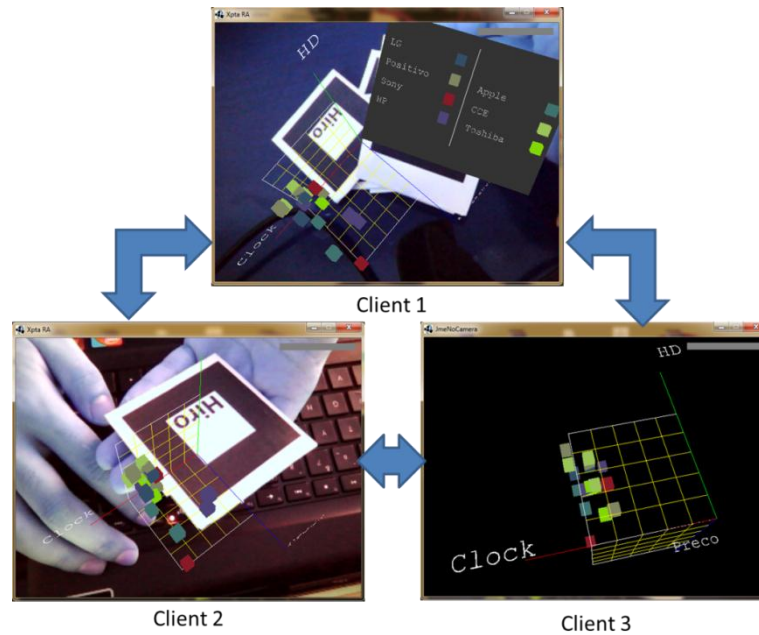 Xpta RA
HD
LG
Positivo
Sony
HP
Apple
CCE
Toshiba
Hiro
Clock
Client 1
Xpta RA
Hiro
Clock
Client 2
JmeNoCamera
HD
Clock
Preco
Client 3